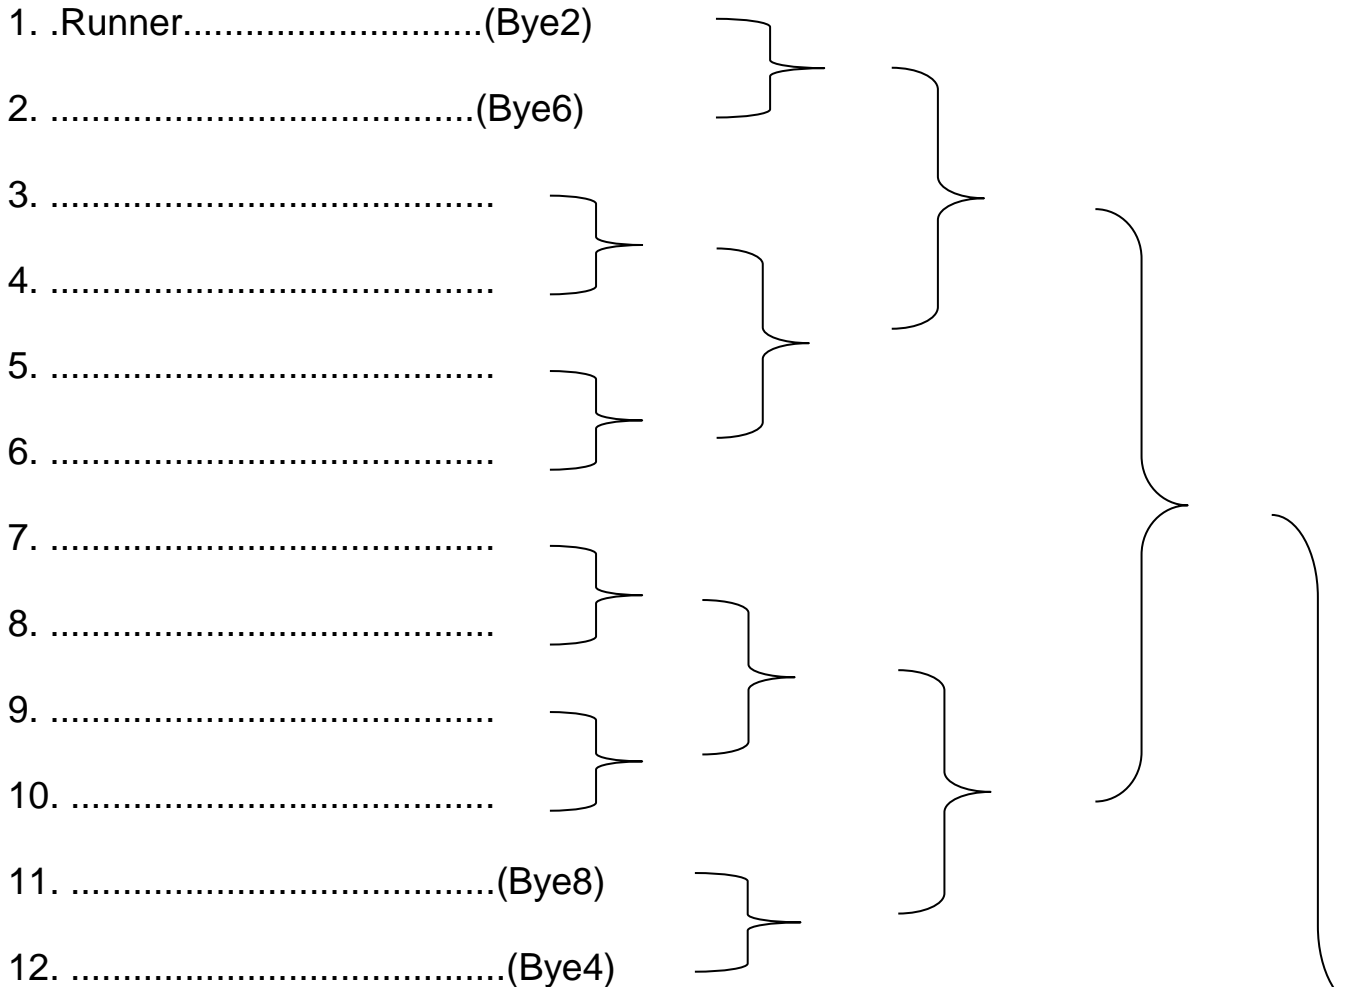 1. .Runner.............................(Bye2)
2. .........................................(Bye6)
3. ...........................................
4. ...........................................
5. ...........................................
6. ...........................................
7. ...........................................
8. ...........................................
9. ...........................................
10. .........................................
11. .........................................(Bye8)
12. ..........................................(Bye4)